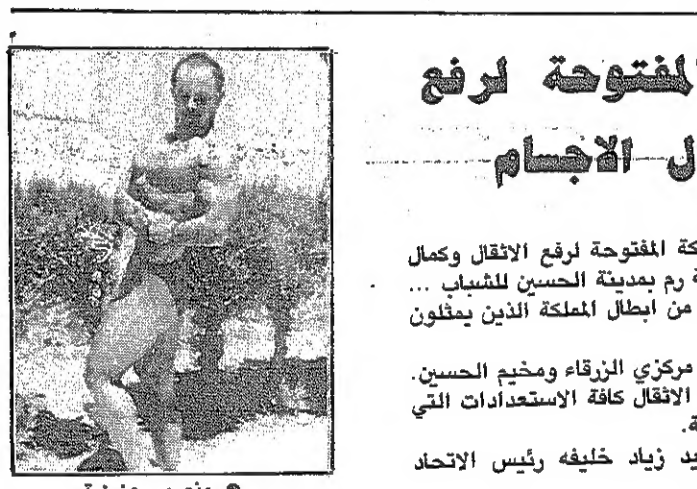 المفتوحة لرفع
ل الاجسام
كة المفتوحة لرفع الاثقال وكمال
ة رم بمدينة الحسين للشباب ...
من ابطال المملكة الذين يمثلون
مركزي الزرقاء ومخيم الحسين.
الاثقال كافة الاستعدادات التي
ة.
يد زياد خليفه رئيس الاتحاد